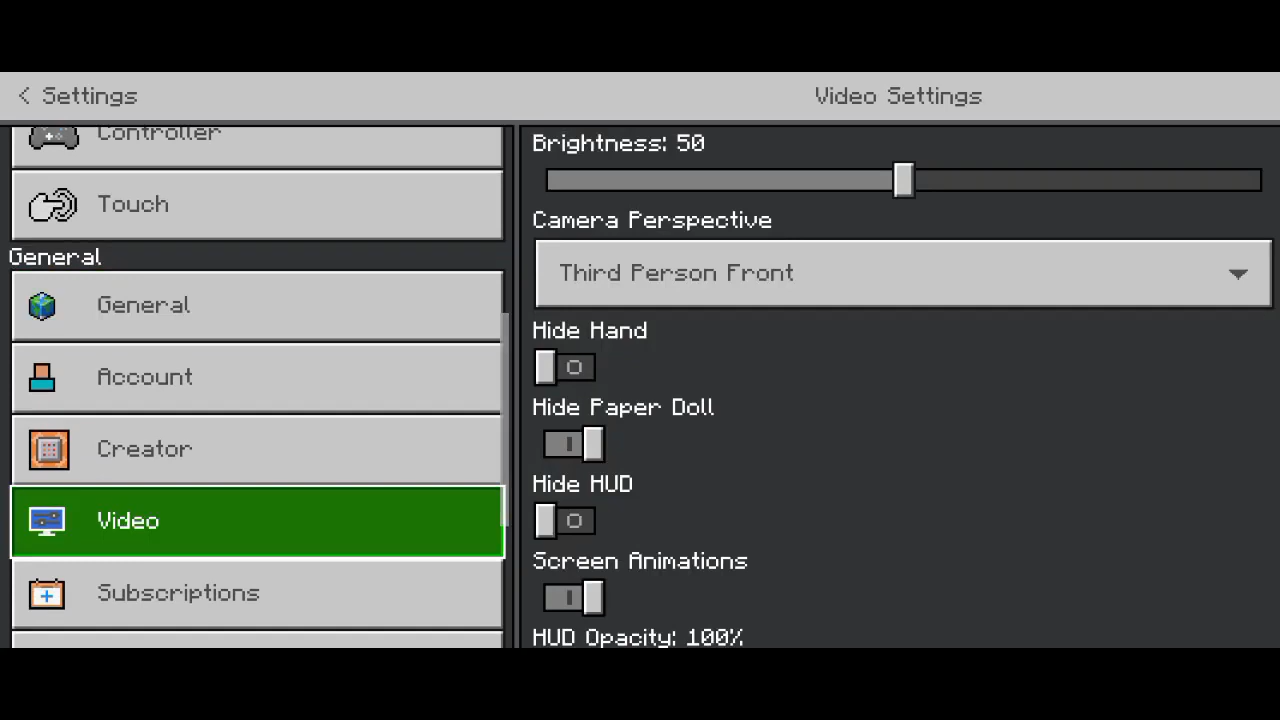 Settings
Video Settings
Controller
Touch
General
General
Account
Creator
Video
Subscriptions
Brightness: 50
Camera Perspective
Third Person Front
Hide Hand
Hide Paper Doll
Hide HUD
Screen Animations
HUD Opacity: 100%